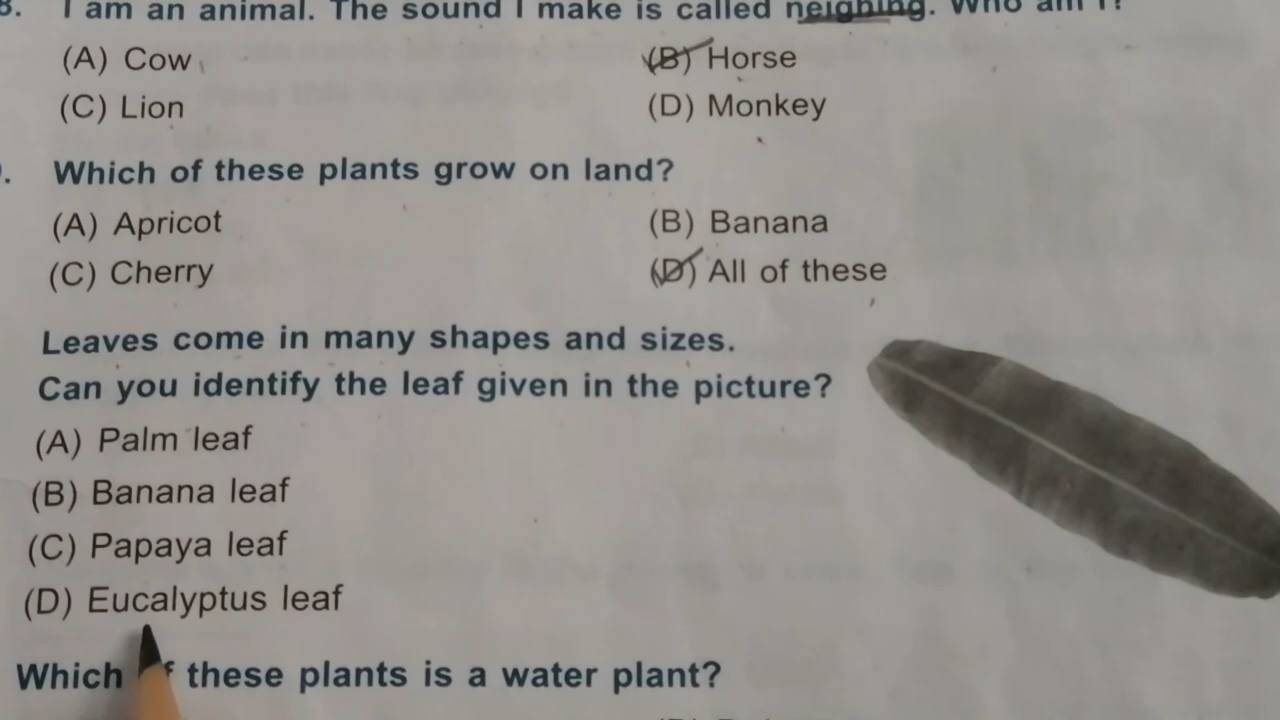 8. I am an animal. The sound I make is called neighing. Who am I?
(A) Cow (B) Horse
(C) Lion (D) Monkey
. Which of these plants grow on land?
(A) Apricot (B) Banana
(C) Cherry (D) All of these
Leaves come in many shapes and sizes.
Can you identify the leaf given in the picture?
(A) Palm leaf
(B) Banana leaf
(C) Papaya leaf
(D) Eucalyptus leaf
Which of these plants is a water plant?